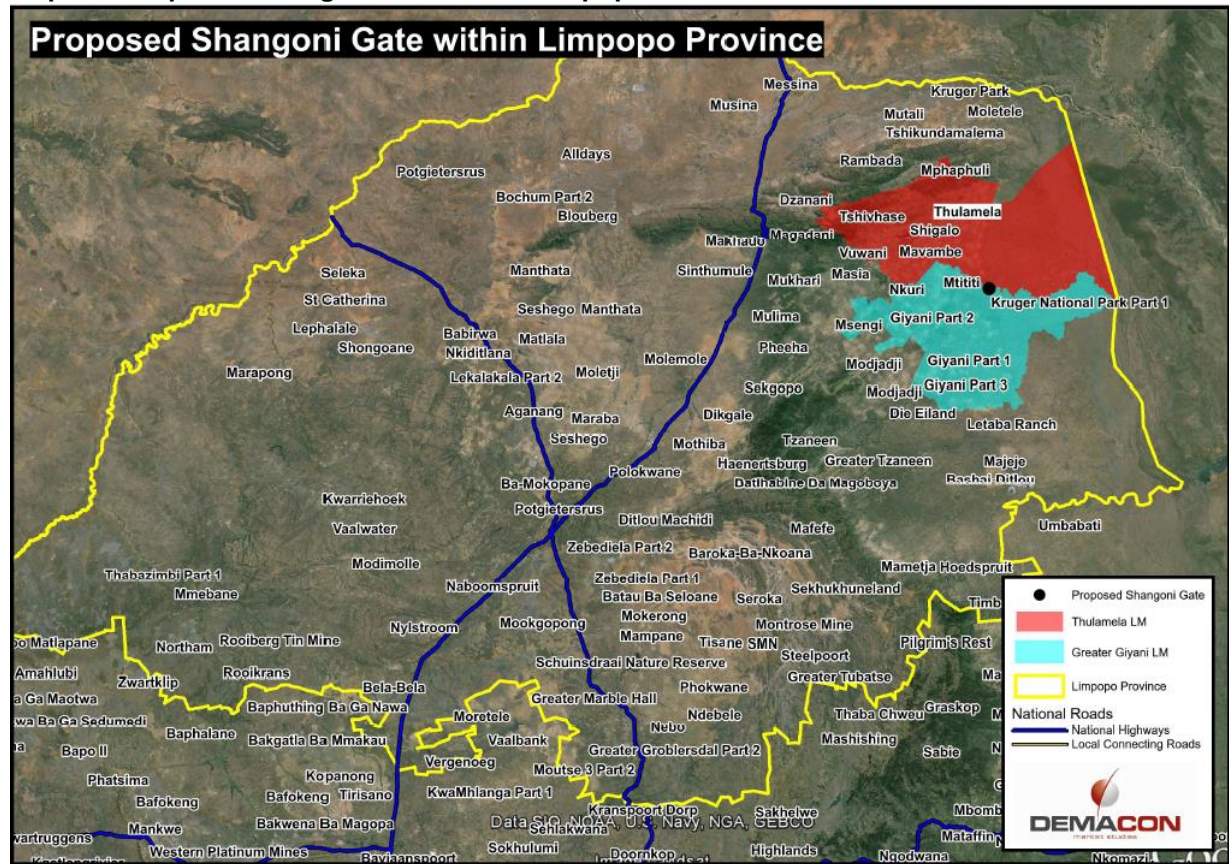 Proposed Shangoni Gate within Limpopo Province
Messina
Musina
Kruger Park
Moletele
Mutali
Tshikundamalema
Alldays
Rambada
Mphaphuli
Potgietersrus
Bochum Part 2
Blouberg
Dzanani
Tshivhase
Thulamela
Shigalo
Makhado
Magadani
Vuwani
Mavambe
Seleka
Manthata
Sinthumule
Mukhari
Masia
Nkuri
Mtititi
Kruger National Park Part 1
St Catherina
Seshego
Manthata
Mulima
Msengi
Giyani Part 2
Lephalale
Shongoane
Babirwa
Nkiditlana
Matlala
Pheeha
Marapong
Lekalakala Part 2
Moletji
Molemole
Modjadji
Giyani Part 1
Sekgopo
Modjadji
Giyani Part 3
Aganang
Maraba
Dikgale
Die Eiland
Letaba Ranch
Seshego
Mothiba
Tzaneen
Haenertsburg
Greater Tzaneen
Majeje
Polokwane
Ba-Mokopane
Kwarriehoek
Potgietersrus
Ditlou Machidi
Mafefe
Umbabati
Vaalwater
Zebediela Part 2
Baroka-Ba-Nkoana
Modimolle
Mametja
Hoedspruit
Thabazimbi Part 1
Mmebane
Naboomspruit
Zebediela Part 1
Batau Ba Seloane
Seroka
Sekhukhuneland
Mokerong
Nylstroom
Mookgopong
Mampane
Montrose Mine
Tisane SMN
Pilgrim's Rest
Northam
Rooiberg Tin Mine
Steelpoort
Amahlubi
Zwartklip
Rooikrans
Schuinsdraai Nature Reserve
Greater Tubatse
Bela-Bela
Phokwane
Baphuthing Ba Ga Nawa
Greater Marble Hall
Moretele
Ndebele
Nebo
Thaba Chweu
Graskop
Baphalane
Bakgatla Ba Mmakau
Vaalbank
Mashishing
Bapo II
Greater Groblersdal Part 2
Sabie
Vergenoeg
Moutse 3 Part 2
Phatsima
Kopanong
Bafokeng
Bafokeng
Tirisano
KwaMhlanga Part 1
Kranspoort Dorp
Sakhelwe
Mankwe
Bakwena Ba Magopa
Data SIO, NOAA, U.S. Navy, NGA, GEBCO
Sehlakwana
Western Platinum Mines
Sokhulumi
Doornkop
Highlands
Proposed Shangoni Gate
Thulamela LM
Greater Giyani LM
Limpopo Province
National Roads
National Highways
Local Connecting Roads
DEMACON
market studies